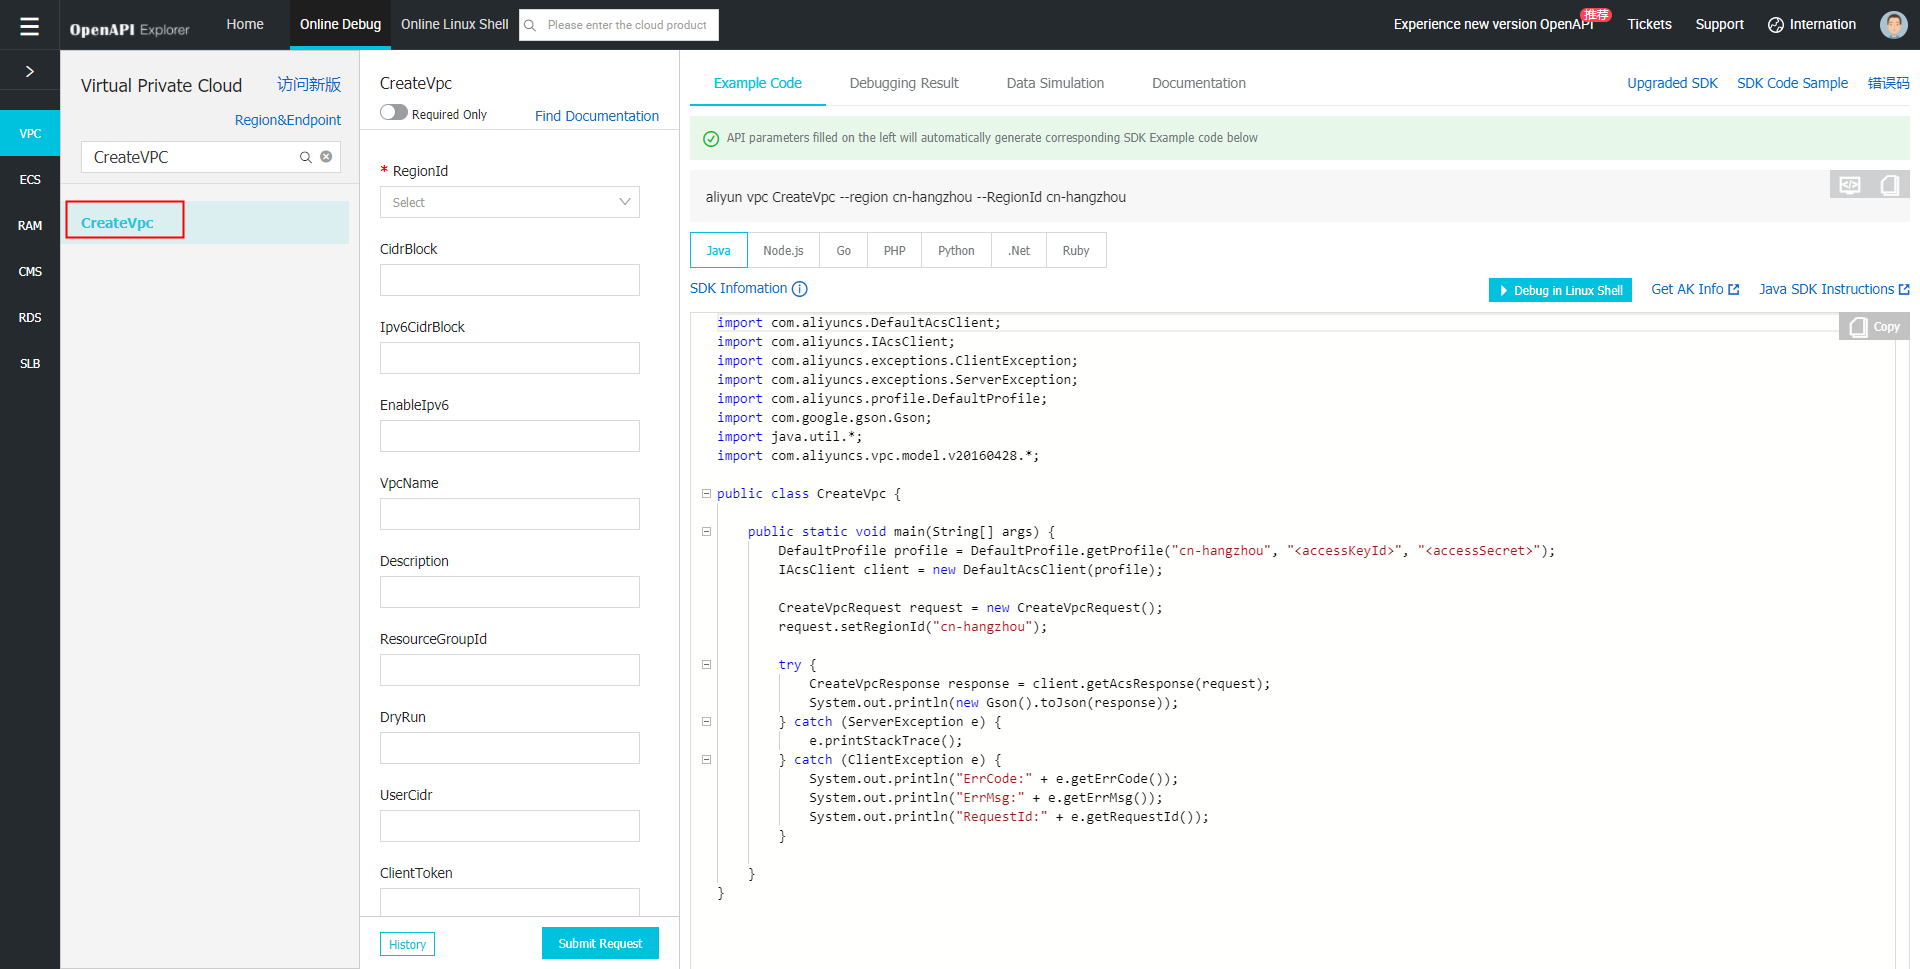 OpenAPI Explorer
Home
Online Debug
Online Linux Shell
Please enter the cloud product
Experience new version OpenAPI
推荐
Tickets
Support
Internation
VPC
ECS
RAM
CMS
RDS
SLB
Virtual Private Cloud
访问新版
Region&Endpoint
CreateVPC
CreateVpc
CreateVpc
Required Only
Find Documentation
* RegionId
Select
CidrBlock
Ipv6CidrBlock
EnableIpv6
VpcName
Description
ResourceGroupId
DryRun
UserCidr
ClientToken
History
Submit Request
Example Code
Debugging Result
Data Simulation
Documentation
Upgraded SDK
SDK Code Sample
错误码
API parameters filled on the left will automatically generate corresponding SDK Example code below
aliyun vpc CreateVpc --region cn-hangzhou --RegionId cn-hangzhou
Java
Node.js
Go
PHP
Python
.Net
Ruby
SDK Infomation
Debug in Linux Shell
Get AK Info
Java SDK Instructions
Copy
import com.aliyuncs.DefaultAcsClient;
import com.aliyuncs.IAcsClient;
import com.aliyuncs.exceptions.ClientException;
import com.aliyuncs.exceptions.ServerException;
import com.aliyuncs.profile.DefaultProfile;
import com.google.gson.Gson;
import java.util.*;
import com.aliyuncs.vpc.model.v20160428.*;
public class CreateVpc {
public static void main(String[] args) {
DefaultProfile profile = DefaultProfile.getProfile("cn-hangzhou", "<accessKeyId>", "<accessSecret>");
IAcsClient client = new DefaultAcsClient(profile);
CreateVpcRequest request = new CreateVpcRequest();
request.setRegionId("cn-hangzhou");
try {
CreateVpcResponse response = client.getAcsResponse(request);
System.out.println(new Gson().toJson(response));
} catch (ServerException e) {
e.printStackTrace();
} catch (ClientException e) {
System.out.println("ErrCode:" + e.getErrCode());
System.out.println("ErrMsg:" + e.getErrMsg());
System.out.println("RequestId:" + e.getRequestId());
}
}
}